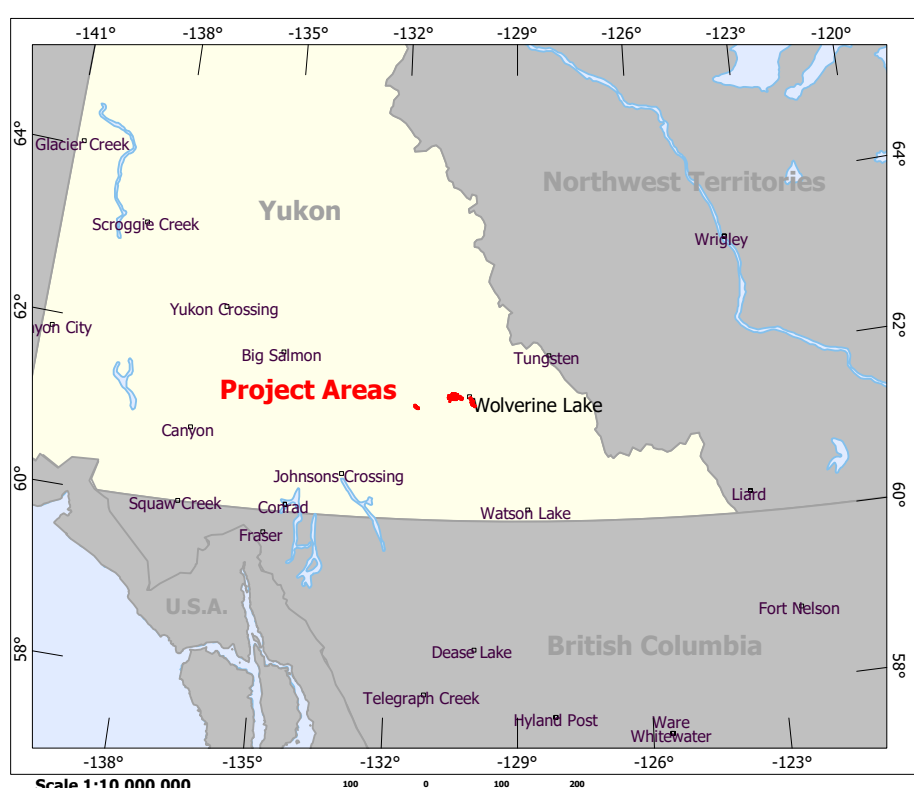 -141° -138° -135° -132° -129° -126° -123° -120°
64° 64°
Glacier Creek
Northwest Territories
Yukon
Scroggie Creek
Wrigley
62° 62°
Yukon Crossing
yon City
Big Salmon
Tungsten
Project Areas
Wolverine Lake
Canyon
60° 60°
Johnsons Crossing
Liard
Squaw Creek
Conrad
Watson Lake
Fraser
U.S.A.
Fort Nelson
British Columbia
58° 58°
Dease Lake
Telegraph Creek
Hyland Post
Ware
Whitewater
-138° -135° -132° -129° -126° -123°
Scale 1:10,000,000 100 0 100 200